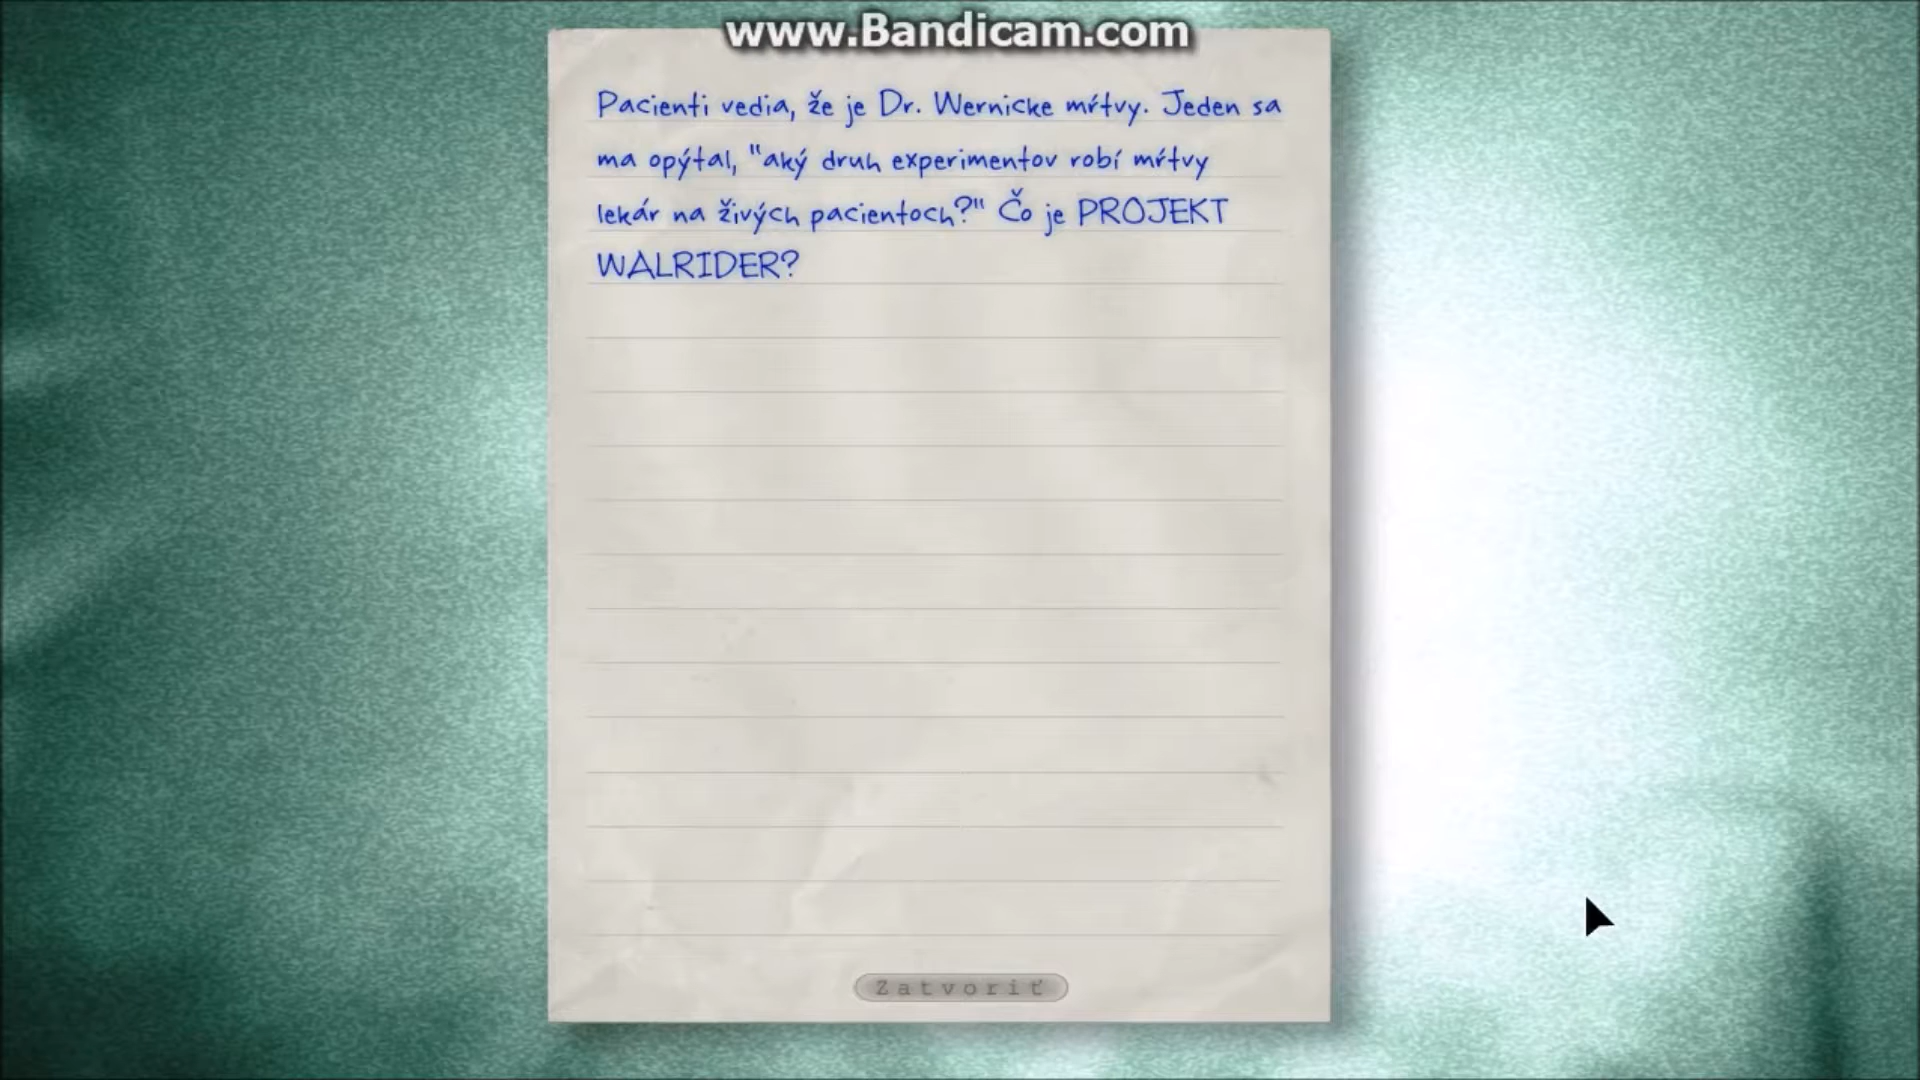 www.Bandicam.com
Pacienti vedia, že je Dr. Wernicke mŕtvy. Jeden sa
ma opýtal, "aký druh experimentov robí mŕtvy
lekár na živých pacientoch?" Čo je PROJEKT
WALRIDER?
Zatvoriť